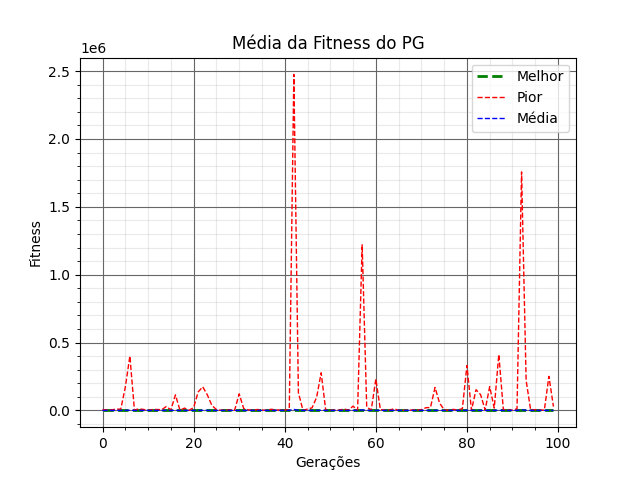 Média da Fitness do PG
1e6
2.5
2.0
1.5
1.0
0.5
0.0
Fitness
Melhor
Pior
Média
0 20 40 60 80 100
Gerações